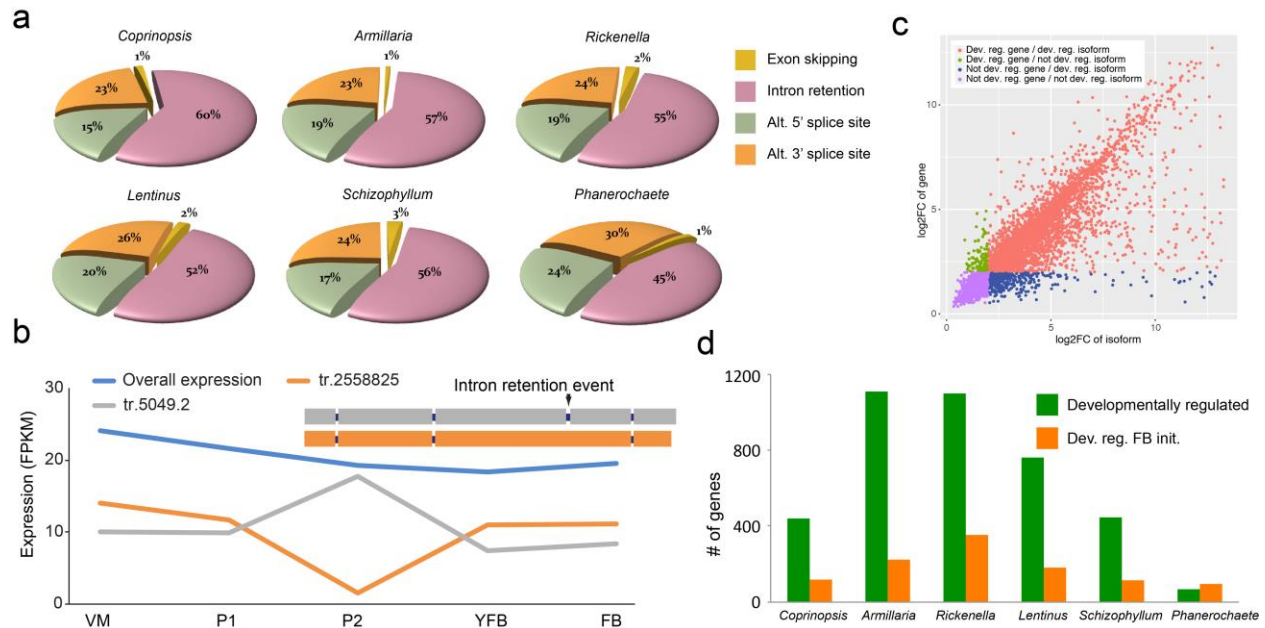 a
Coprinopsis
1%
23%
15%
60%
Armillaria
1%
23%
19%
57%
Rickenella
2%
24%
19%
55%
Exon skipping
Intron retention
Alt. 5' splice site
Alt. 3' splice site
Lentinus
2%
26%
20%
52%
Schizophyllum
3%
24%
17%
56%
Phanerochaete
1%
30%
24%
45%
b
Overall expression
tr.2558825
tr.5049.2
Intron retention event
Expression (FPKM)
30
20
10
0
VM P1 P2 YFB FB
c
Dev. reg. gene / dev. reg. isoform
Dev. reg. gene / not dev. reg. isoform
Not dev. reg. gene / dev. reg. isoform
Not dev. reg. gene / not dev. reg. isoform
log2FC of gene
10
5
0
0 5 10
log2FC of isoform
d
# of genes
1200
800
400
0
Developmentally regulated
Dev. reg. FB init.
Coprinopsis Armillaria Rickenella Lentinus Schizophyllum Phanerochaete